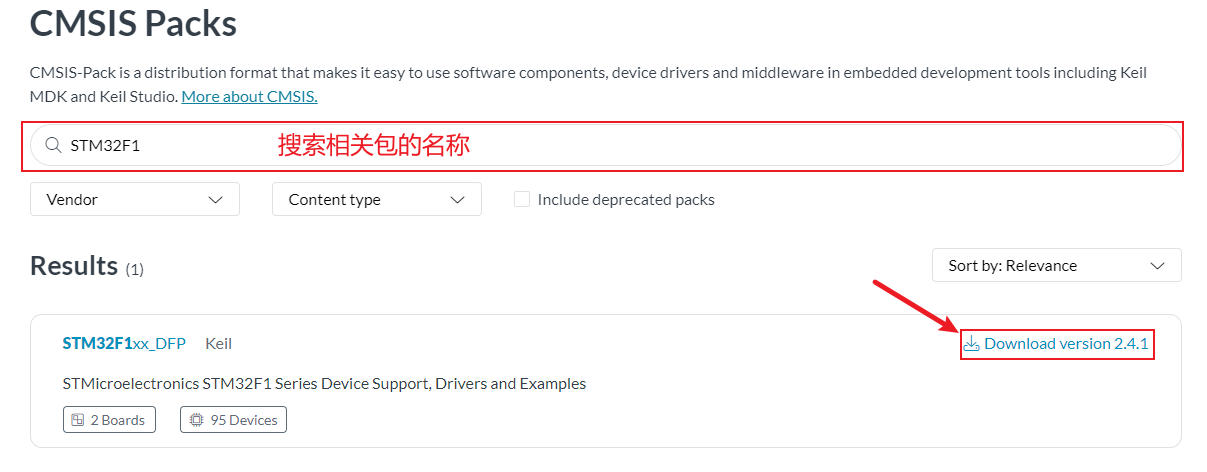 CMSIS Packs
CMSIS-Pack is a distribution format that makes it easy to use software components, device drivers and middleware in embedded development tools including Keil
MDK and Keil Studio. More about CMSIS.
STM32F1 搜索相关包的名称
Vendor Content type Include deprecated packs
Results (1) Sort by: Relevance
STM32F1xx_DFP Keil Download version 2.4.1
STMicroelectronics STM32F1 Series Device Support, Drivers and Examples
2 Boards 95 Devices